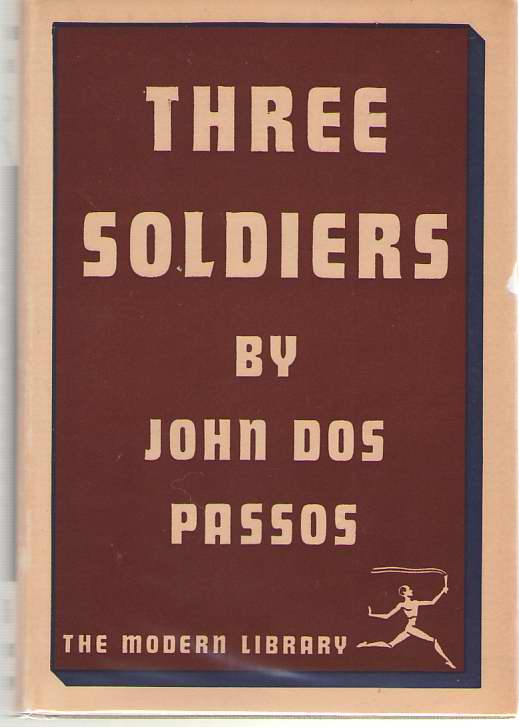 THREE
SOLDIERS
BY
JOHN DOS
PASSOS
THE MODERN LIBRARY